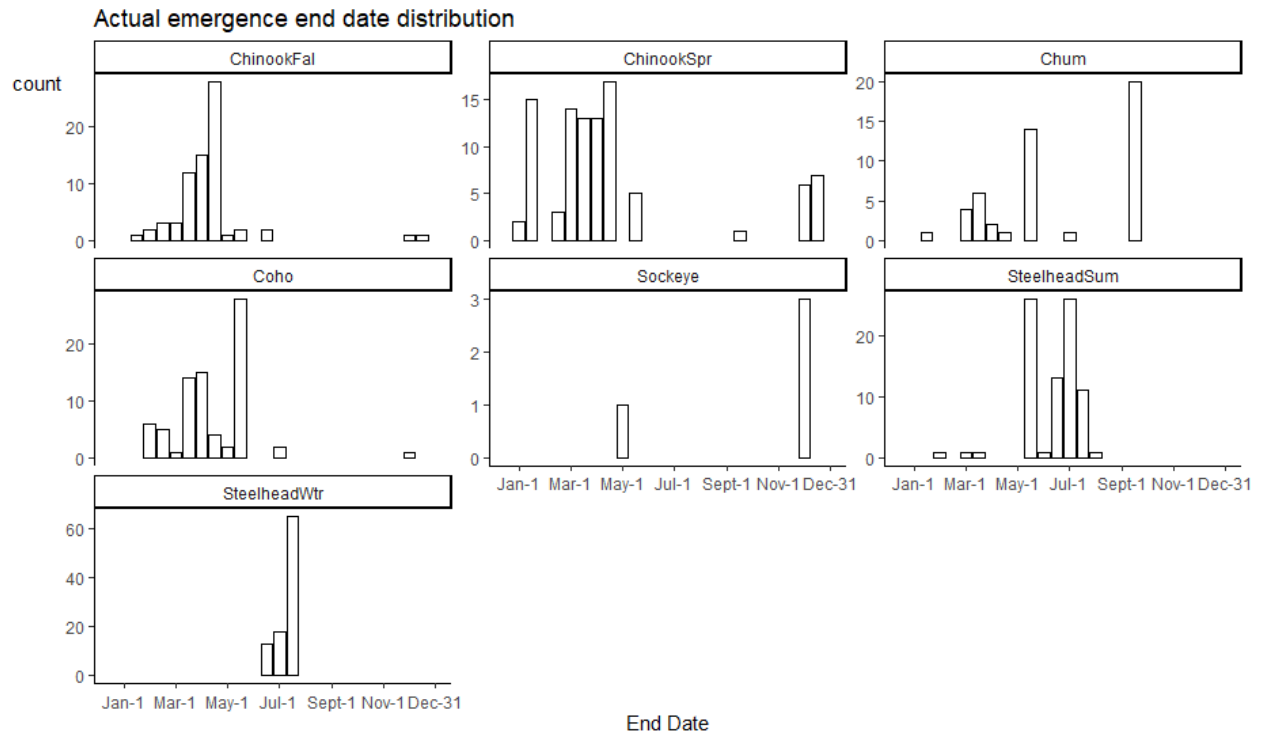 Actual emergence end date distribution
count
ChinookFal
ChinookSpr
Chum
20
10
0
15
10
5
0
20
15
10
5
0
Coho
Sockeye
SteelheadSum
20
10
0
3
2
1
0
20
10
0
Jan-1 Mar-1 May-1 Jul-1 Sept-1 Nov-1 Dec-31
Jan-1 Mar-1 May-1 Jul-1 Sept-1 Nov-1 Dec-31
SteelheadWtr
60
40
20
0
Jan-1 Mar-1 May-1 Jul-1 Sept-1 Nov-1 Dec-31
End Date